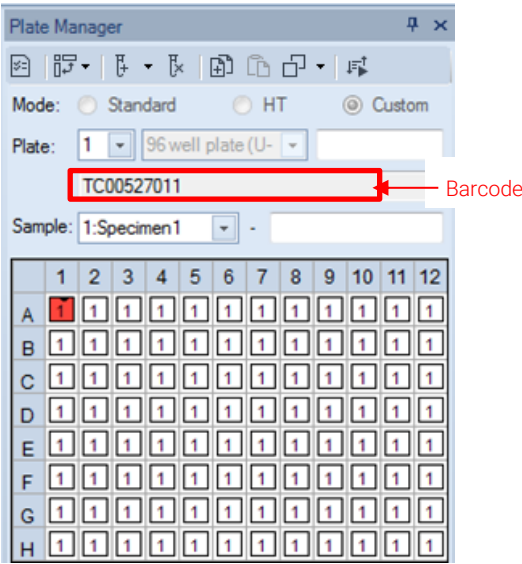 Plate Manager
Mode: Standard HT Custom
Plate: 1 96 well plate (U-
TC00527011
Barcode
Sample: 1:Specimen1 -
1 2 3 4 5 6 7 8 9 10 11 12
A 1 1 1 1 1 1 1 1 1 1 1 1
B 1 1 1 1 1 1 1 1 1 1 1 1
C 1 1 1 1 1 1 1 1 1 1 1 1
D 1 1 1 1 1 1 1 1 1 1 1 1
E 1 1 1 1 1 1 1 1 1 1 1 1
F 1 1 1 1 1 1 1 1 1 1 1 1
G 1 1 1 1 1 1 1 1 1 1 1 1
H 1 1 1 1 1 1 1 1 1 1 1 1